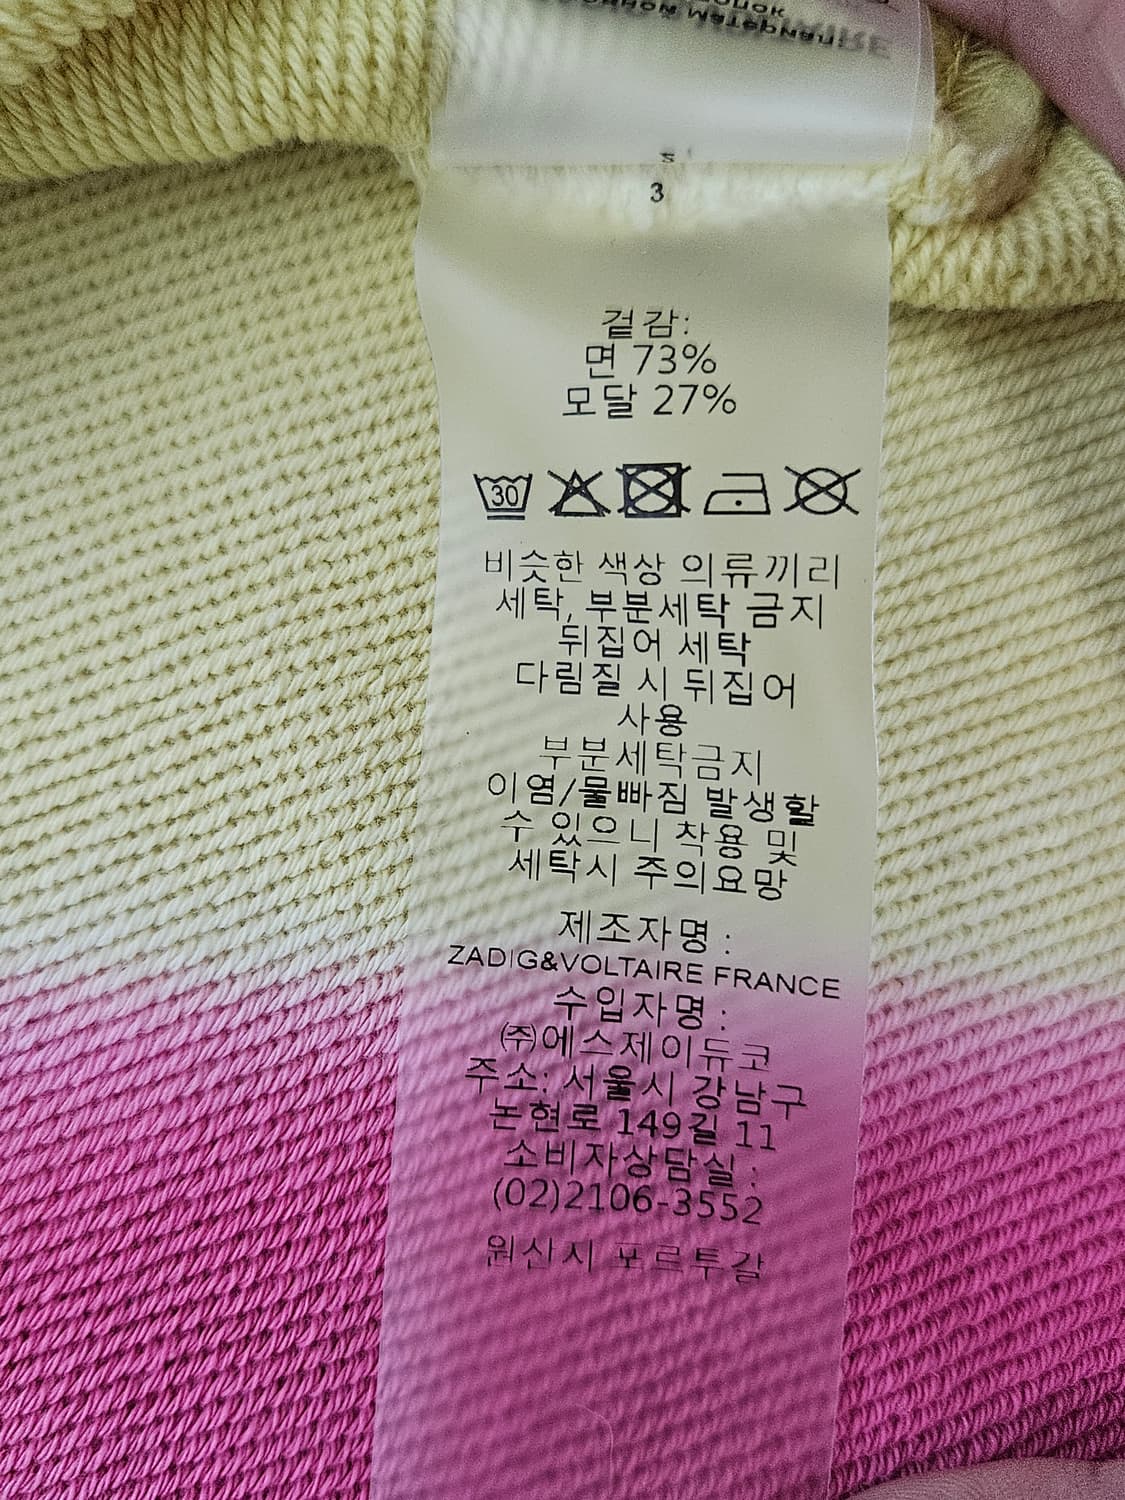 материал
3
겉감:
면 73%
모달 27%
30
비슷한 색상 의류끼리
세탁, 부분세탁 금지
뒤집어 세탁
다림질 시 뒤집어
사용
부분세탁금지
이염/물빠짐 발생할
수 있으니 착용 및
세탁시 주의요망
제조자명 :
ZADIG&VOLTAIRE FRANCE
수입자명 :
㈜에스제이듀코
주소: 서울시 강남구
논현로 149길 11
소비자상담실 :
(02)2106-3552
원산지 포르투갈